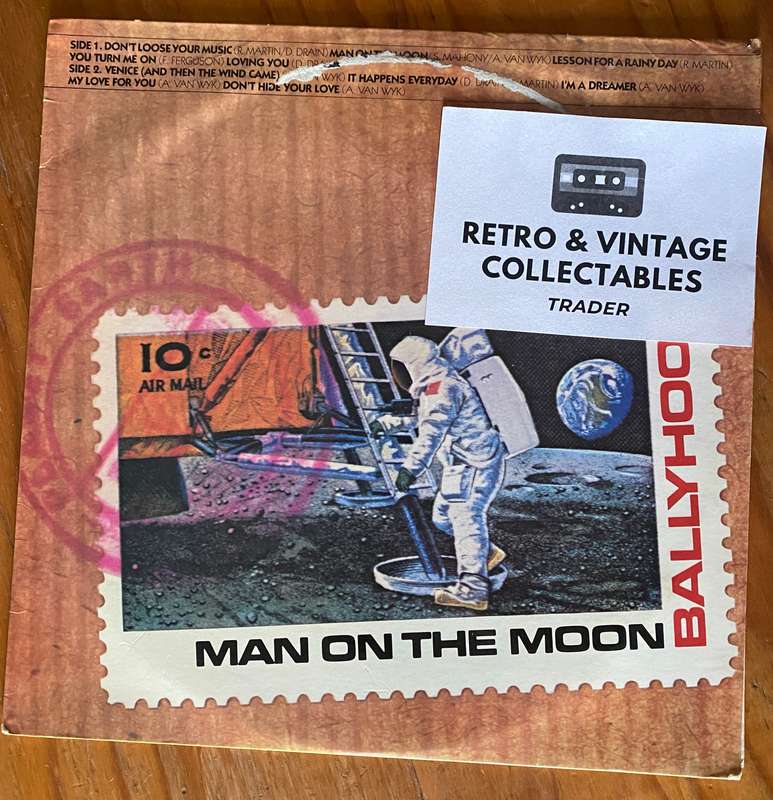 SIDE 1. DON'T LOOSE YOUR MUSIC (R. MARTIN/D. DRAIN) MAN ON THE MOON (S. MAHONY/A. VAN WYK) LESSON FOR A RAINY DAY (R. MARTIN)
YOU TURN ME ON (F. FERGUSON) LOVING YOU (D.
SIDE 2. VENICE (AND THEN THE WIND CAME) WYK) IT HAPPENS EVERYDAY (D. MARTIN) I'M A DREAMER (A. VAN WYK)
MY LOVE FOR YOU (A. VAN WYK) DON'T HIDE YOUR LOVE (A. VAN WYK)
RETRO & VINTAGE
COLLECTABLES
TRADER
10c
AIR MAIL
BALLYHOO
MAN ON THE MOON